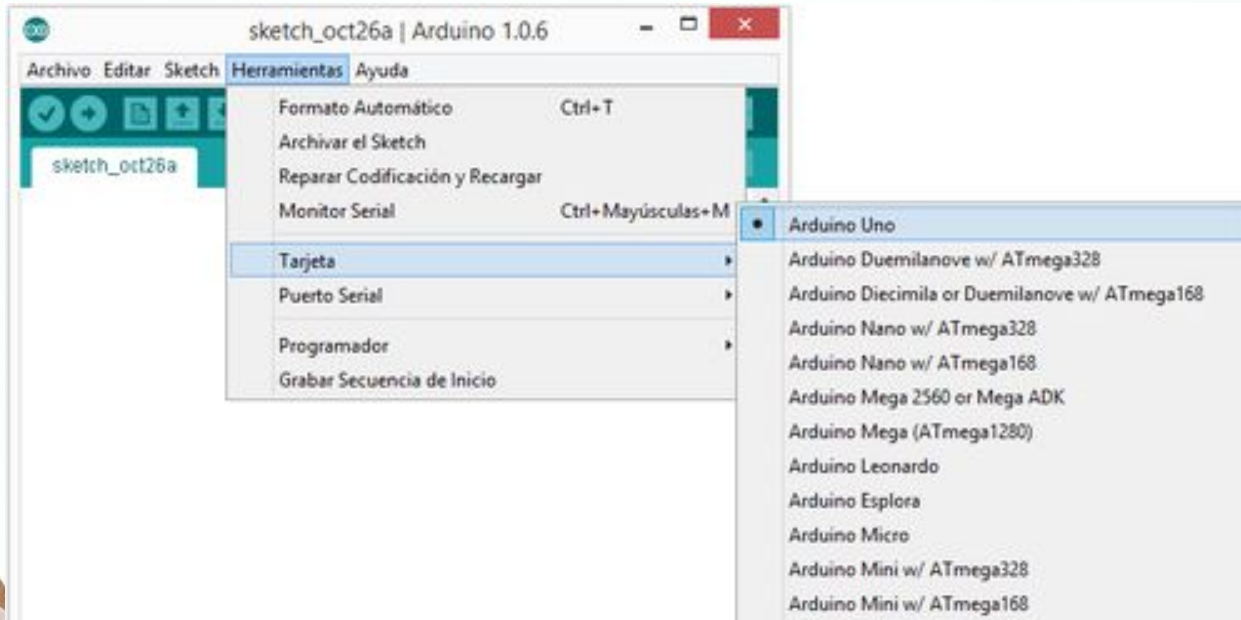 sketch_oct26a | Arduino 1.0.6
Archivo Editar Sketch Herramientas Ayuda
sketch_oct26a
Formato Automático Ctrl+T
Archivar el Sketch
Reparar Codificación y Recargar
Monitor Serial Ctrl+Mayúsculas+M
Tarjeta
Puerto Serial
Programador
Grabar Secuencia de Inicio
Arduino Uno
Arduino Duemilanove w/ ATmega328
Arduino Diecimila or Duemilanove w/ ATmega168
Arduino Nano w/ ATmega328
Arduino Nano w/ ATmega168
Arduino Mega 2560 or Mega ADK
Arduino Mega (ATmega1280)
Arduino Leonardo
Arduino Esplora
Arduino Micro
Arduino Mini w/ ATmega328
Arduino Mini w/ ATmega168